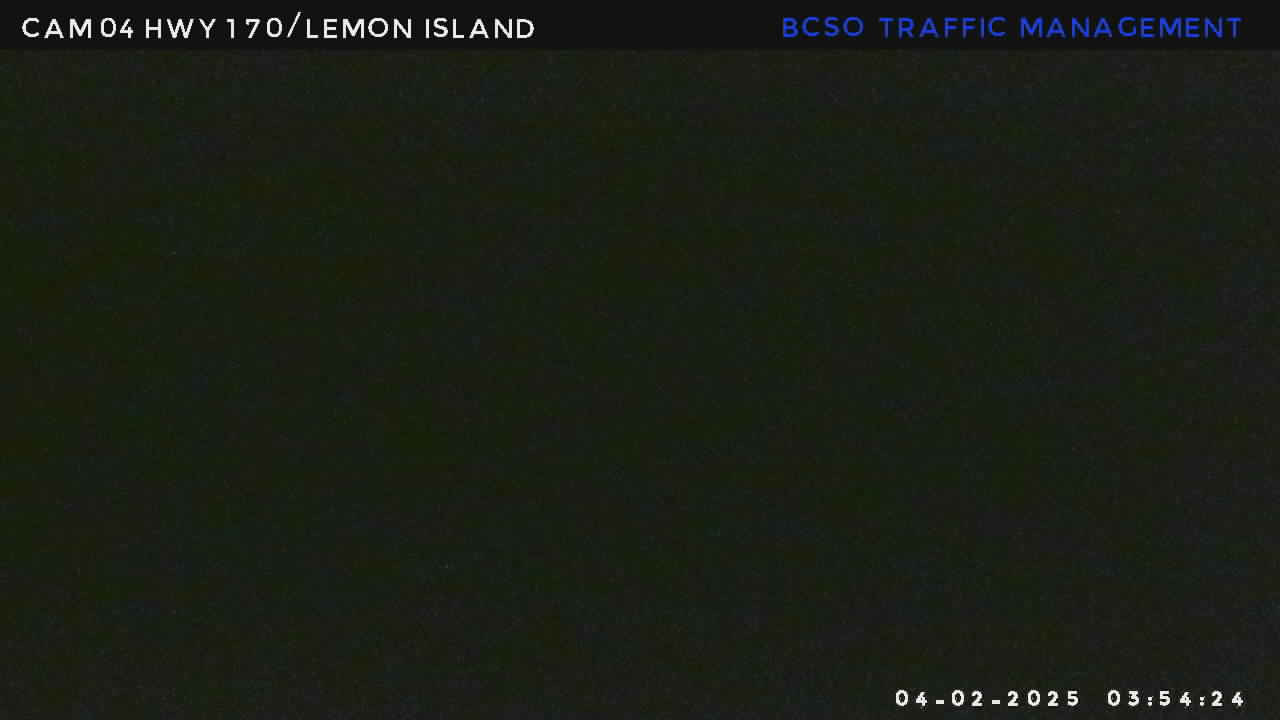 CAM 04 HWY 170/LEMON ISLAND
BCSO TRAFFIC MANAGEMENT
04-02-2025 03:54:24